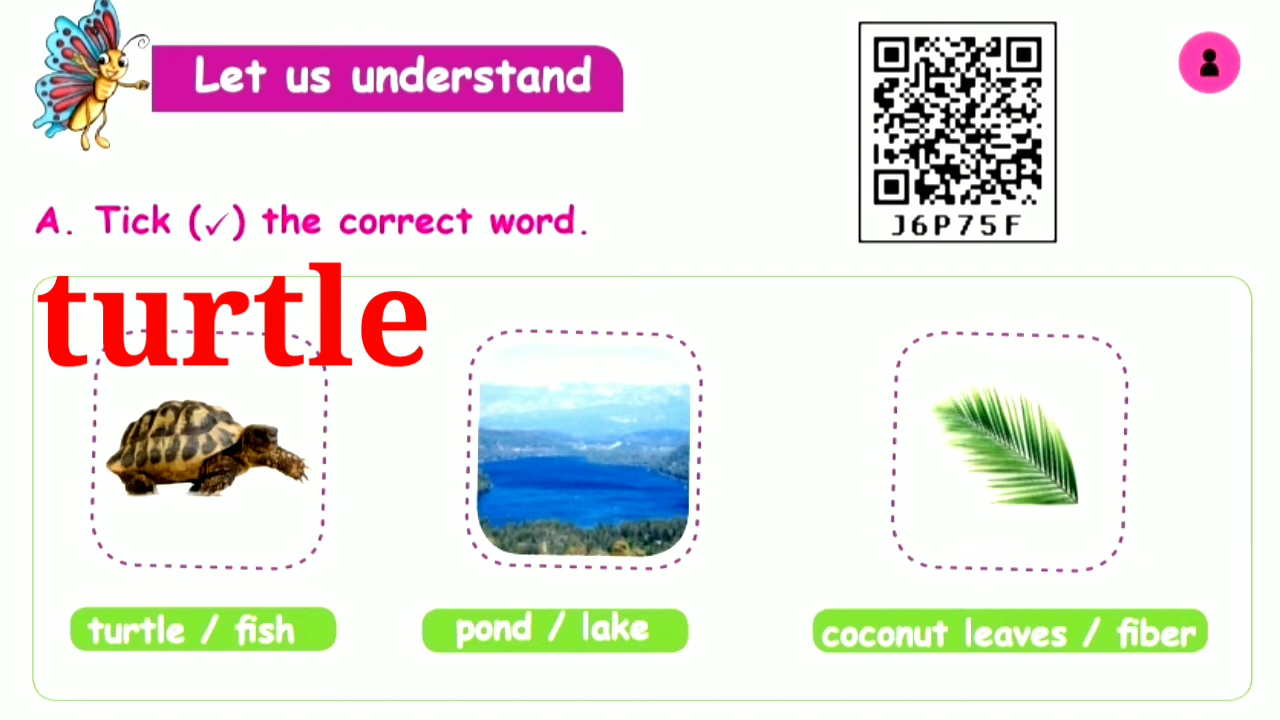 Let us understand
J6P75F
A. Tick (✓) the correct word.
turtle
turtle / fish
pond / lake
coconut leaves / fiber